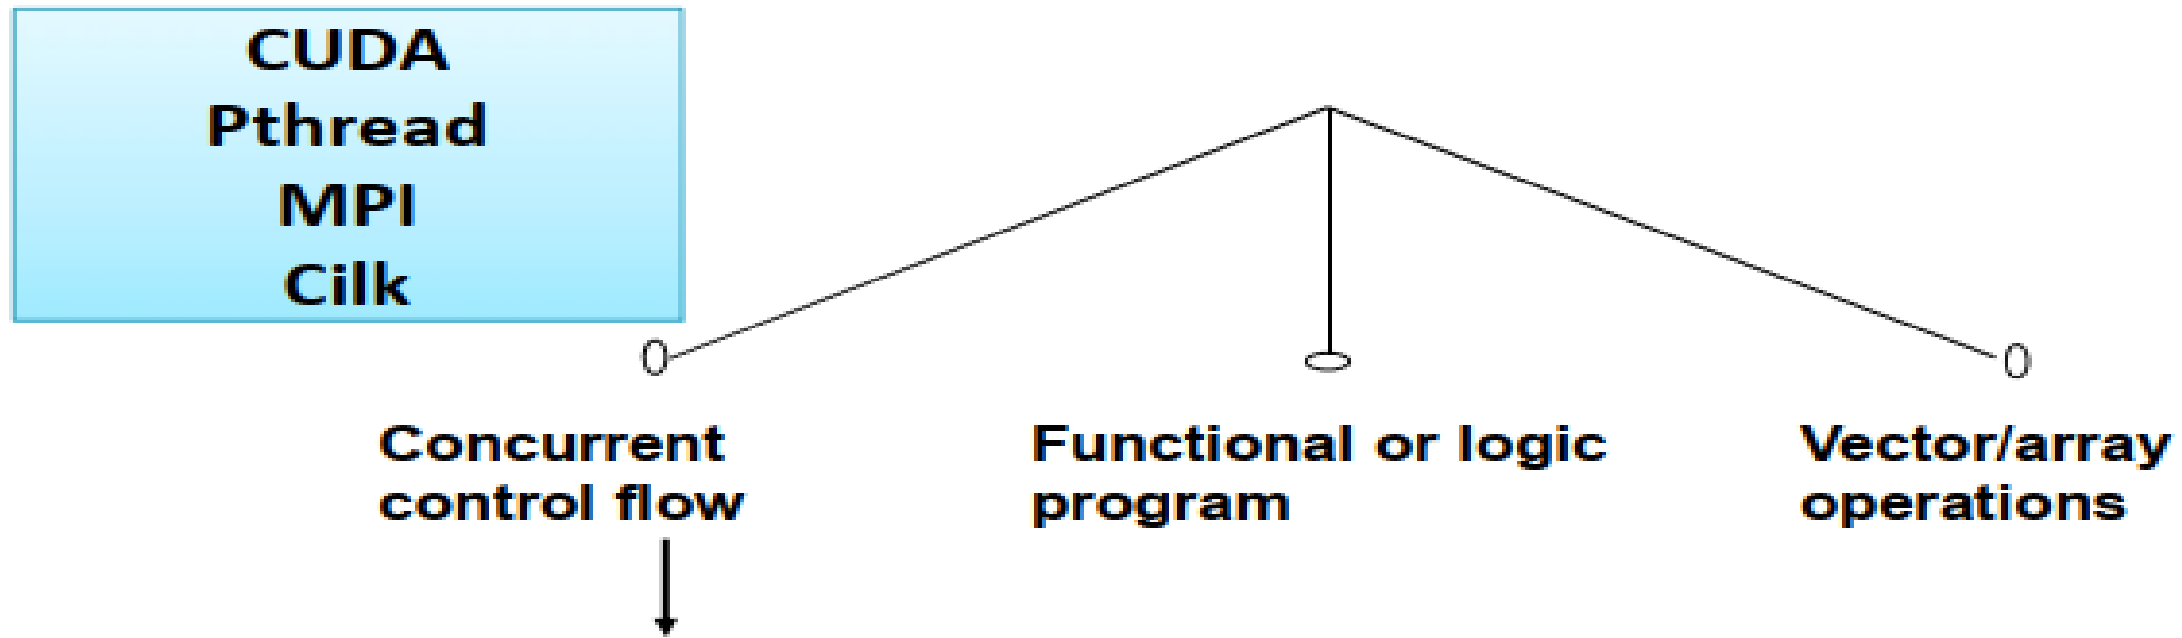 CUDA
Pthread
MPI
Cilk
Concurrent
control flow
Functional or logic
program
Vector/array
operations